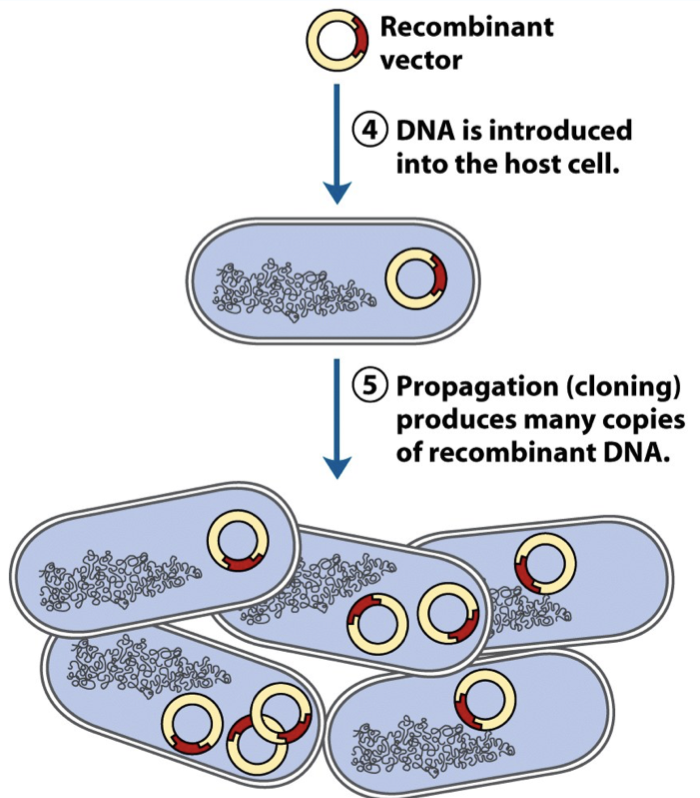 Recombinant
vector
④ DNA is introduced
into the host cell.
⑤ Propagation (cloning)
produces many copies
of recombinant DNA.